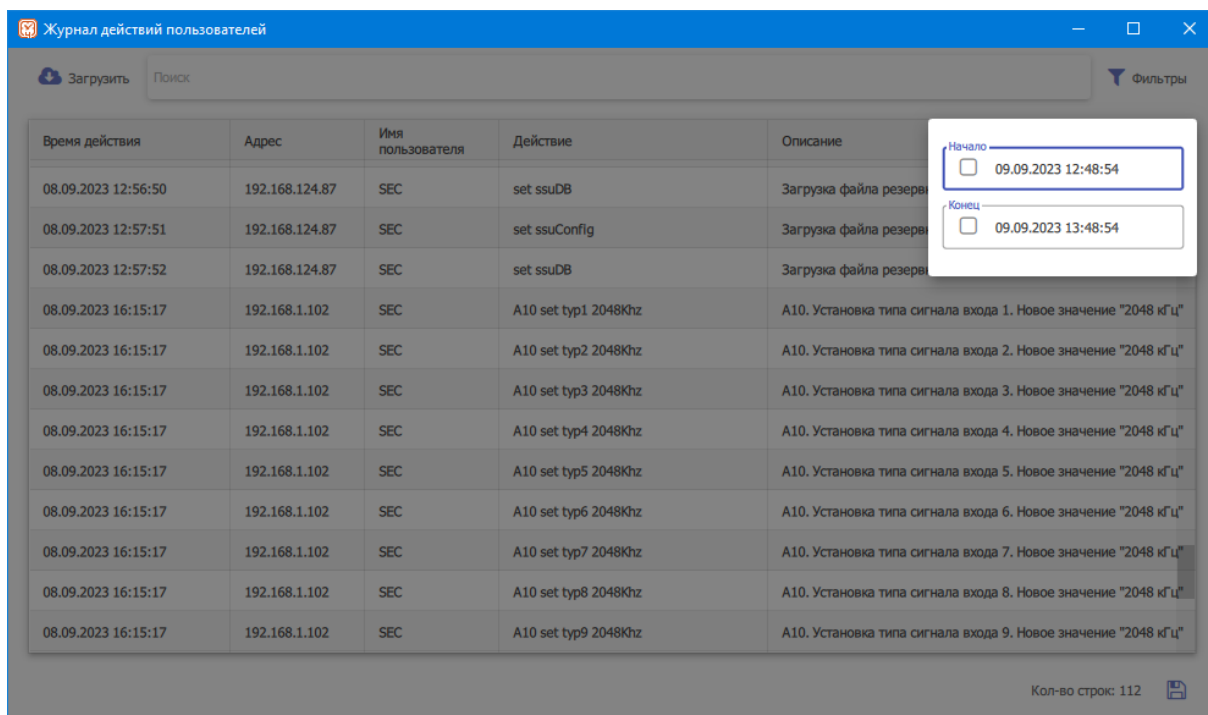 Журнал действий пользователей
Загрузить Поиск Фильтры
Время действия Адрес Имя пользователя Действие Описание
Начало
09.09.2023 12:48:54
Конец
09.09.2023 13:48:54
08.09.2023 12:56:50 192.168.124.87 SEC set ssuDB Загрузка файла
08.09.2023 12:57:51 192.168.124.87 SEC set ssuConfig Загрузка файла
08.09.2023 12:57:52 192.168.124.87 SEC set ssuDB Загрузка файла
08.09.2023 16:15:17 192.168.1.102 SEC A10 set typ1 2048Khz A10. Установка типа сигнала входа 1. Новое значение "2048 кГц"
08.09.2023 16:15:17 192.168.1.102 SEC A10 set typ2 2048Khz A10. Установка типа сигнала входа 2. Новое значение "2048 кГц"
08.09.2023 16:15:17 192.168.1.102 SEC A10 set typ3 2048Khz A10. Установка типа сигнала входа 3. Новое значение "2048 кГц"
08.09.2023 16:15:17 192.168.1.102 SEC A10 set typ4 2048Khz A10. Установка типа сигнала входа 4. Новое значение "2048 кГц"
08.09.2023 16:15:17 192.168.1.102 SEC A10 set typ5 2048Khz A10. Установка типа сигнала входа 5. Новое значение "2048 кГц"
08.09.2023 16:15:17 192.168.1.102 SEC A10 set typ6 2048Khz A10. Установка типа сигнала входа 6. Новое значение "2048 кГц"
08.09.2023 16:15:17 192.168.1.102 SEC A10 set typ7 2048Khz A10. Установка типа сигнала входа 7. Новое значение "2048 кГц"
08.09.2023 16:15:17 192.168.1.102 SEC A10 set typ8 2048Khz A10. Установка типа сигнала входа 8. Новое значение "2048 кГц"
08.09.2023 16:15:17 192.168.1.102 SEC A10 set typ9 2048Khz A10. Установка типа сигнала входа 9. Новое значение "2048 кГц"
Кол-во строк: 112